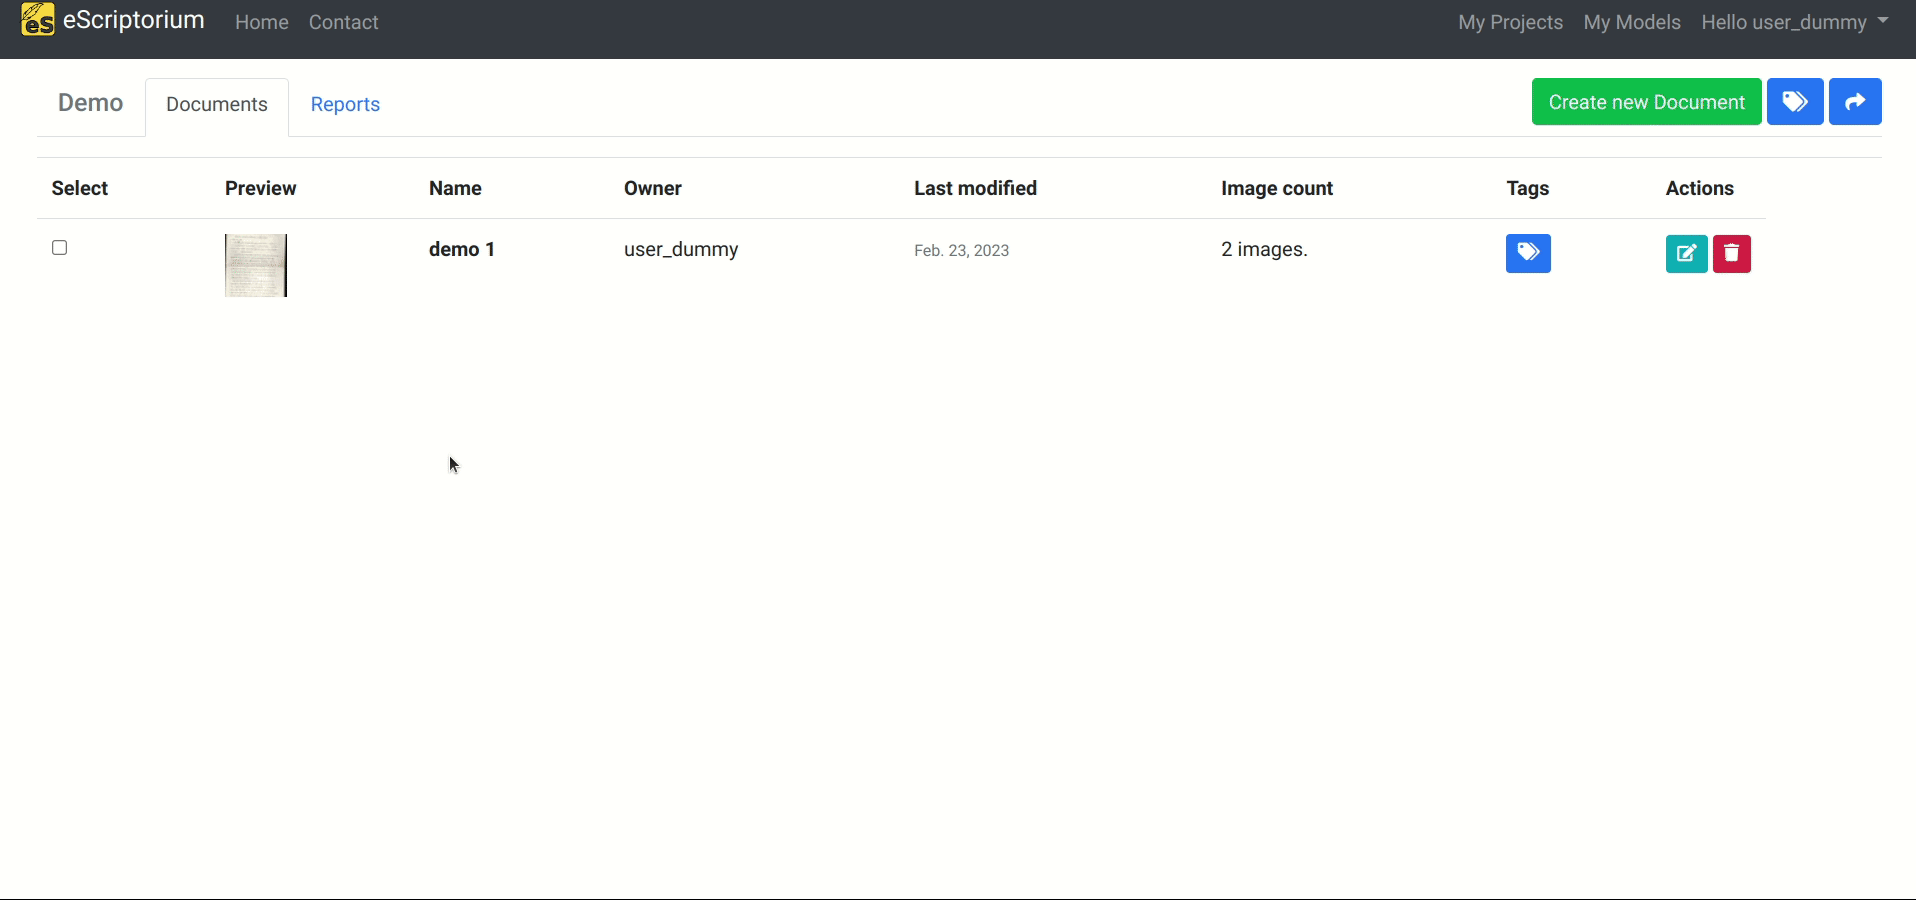 eS eScriptorium Home Contact My Projects My Models Hello user_dummy
Demo Documents Reports Create new Document
Select Preview Name Owner Last modified Image count Tags Actions
demo 1 user_dummy Feb. 23, 2023 2 images.